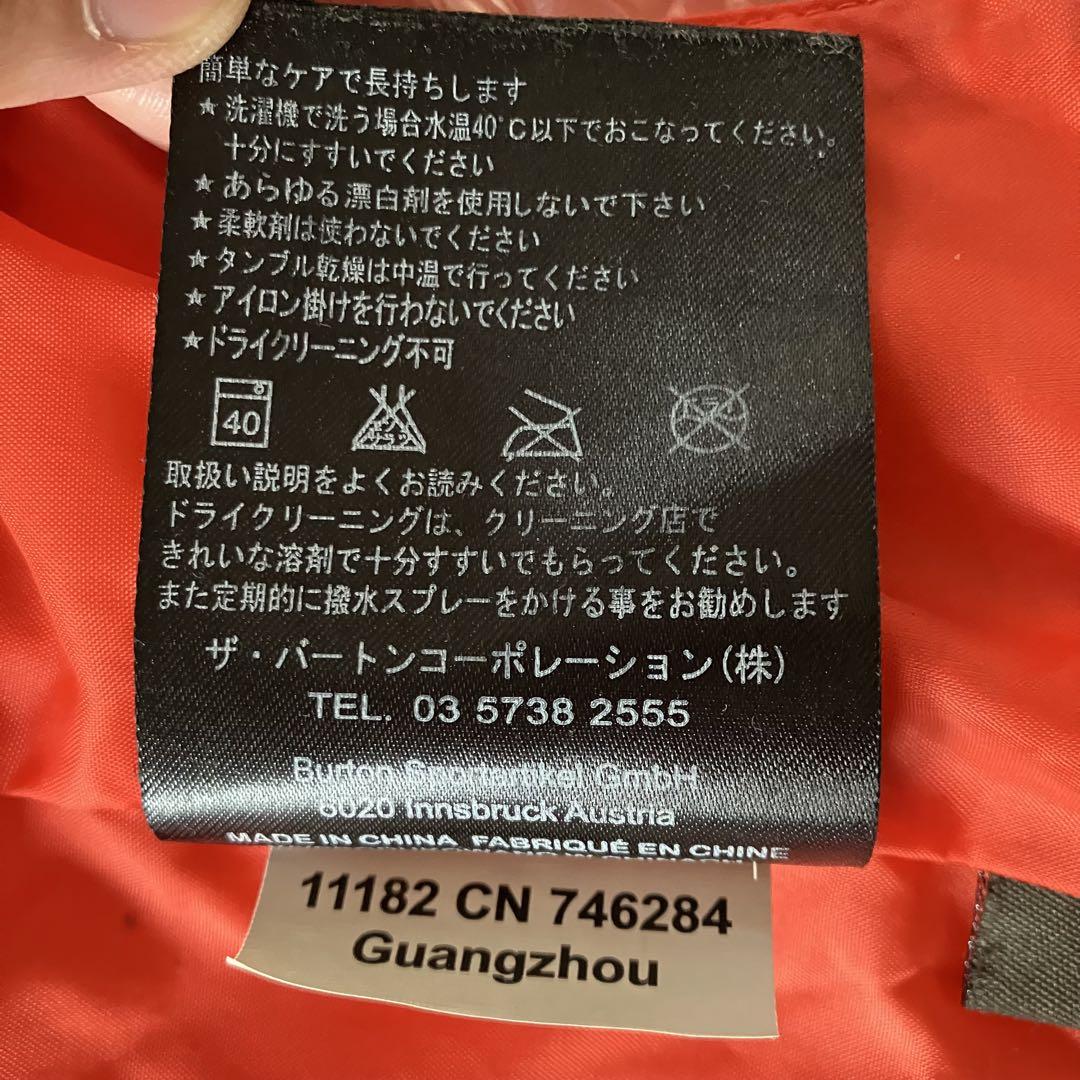 簡単なケアで長持ちします
★洗濯機で洗う場合水温40°C以下でおこなってください。
十分にすすいでください
★あらゆる漂白剤を使用しないで下さい
★柔軟剤は使わないでください
★タンブル乾燥は中温で行ってください
★アイロン掛けを行わないでください
★ドライクリーニング不可
40 エンソ サラシ ドライ
取扱い説明をよくお読みください。
ドライクリーニングは、クリーニング店で
きれいな溶剤で十分すすいでもらってください。
また定期的に撥水スプレーをかける事をお勧めします
ザ・バートンコーポレーション(株)
TEL. 03 5738 2555
Burton Sportartikel GmbH
6020 Innsbruck Austria
MADE IN CHINA FABRIQUÉ EN CHINE
11182 CN 746284
Guangzhou